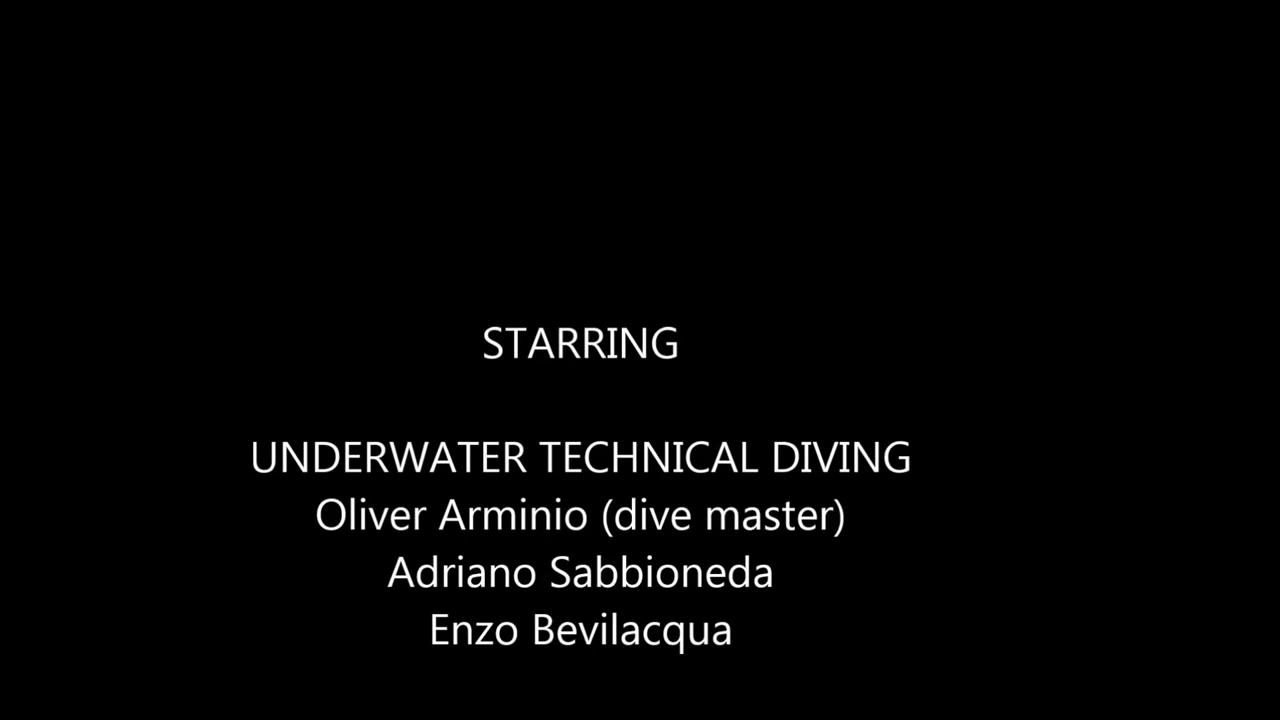 STARRING
UNDERWATER TECHNICAL DIVING
Oliver Arminio (dive master)
Adriano Sabbioneda
Enzo Bevilacqua